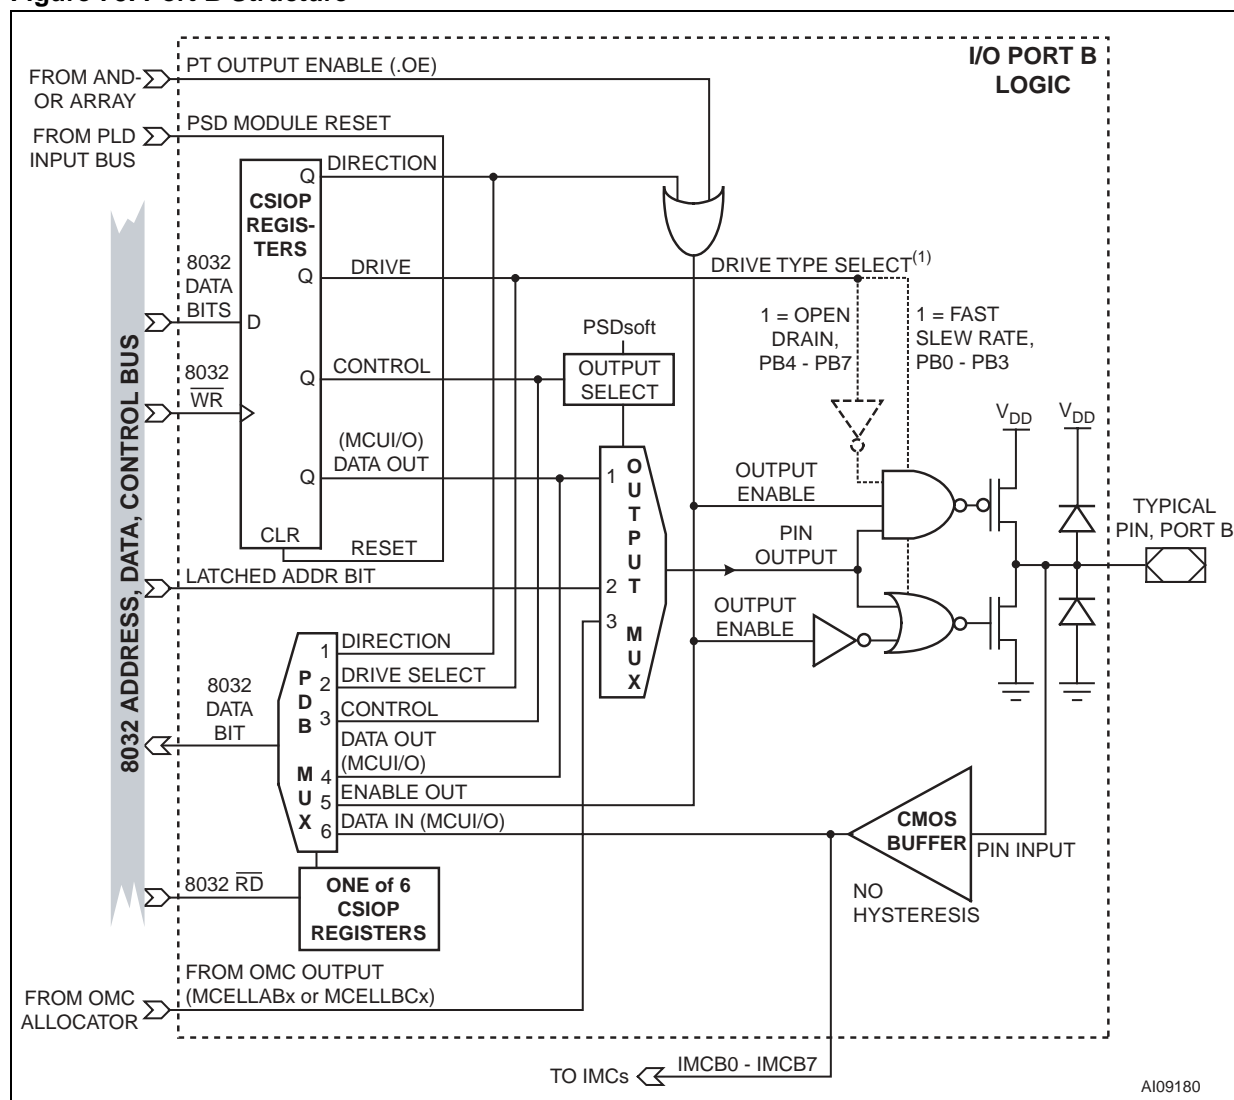 I/O PORT B
LOGIC
FROM AND-
OR ARRAY
PT OUTPUT ENABLE (.OE)
FROM PLD
INPUT BUS
PSD MODULE RESET
8032 ADDRESS, DATA, CONTROL BUS
CSIOP
REGIS-
TERS
Q
DIRECTION
Q
DRIVE
DRIVE TYPE SELECT(1)
8032
DATA
BITS
D
1 = OPEN
DRAIN,
PB4 - PB7
1 = FAST
SLEW RATE,
PB0 - PB3
PSDsoft
OUTPUT
SELECT
Q
CONTROL
8032
WR
VDD
VDD
(MCUI/O)
DATA OUT
Q
1
2
3
OUTPUT MUX
OUTPUT
ENABLE
PIN
OUTPUT
TYPICAL
PIN, PORT B
CLR
RESET
LATCHED ADDR BIT
OUTPUT
ENABLE
PDB MUX
1
DIRECTION
2
DRIVE SELECT
3
CONTROL
DATA OUT
(MCUI/O)
4
5
ENABLE OUT
6
DATA IN (MCUI/O)
8032
DATA
BIT
CMOS
BUFFER
PIN INPUT
NO
HYSTERESIS
8032 RD
ONE of 6
CSIOP
REGISTERS
FROM OMC OUTPUT
(MCELLABx or MCELLBCx)
FROM OMC
ALLOCATOR
TO IMCs
IMCB0 - IMCB7
AI09180